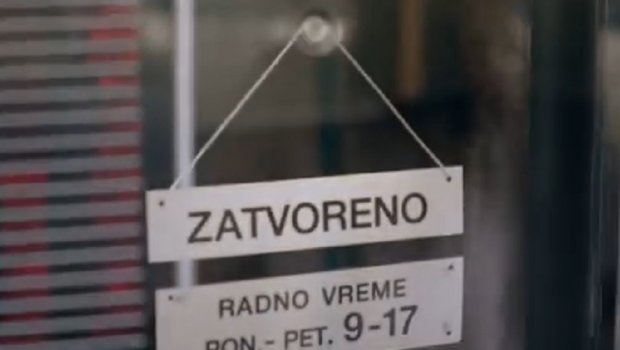 ZATVORENO
RADNO VREME
PON.- PET. 9-17